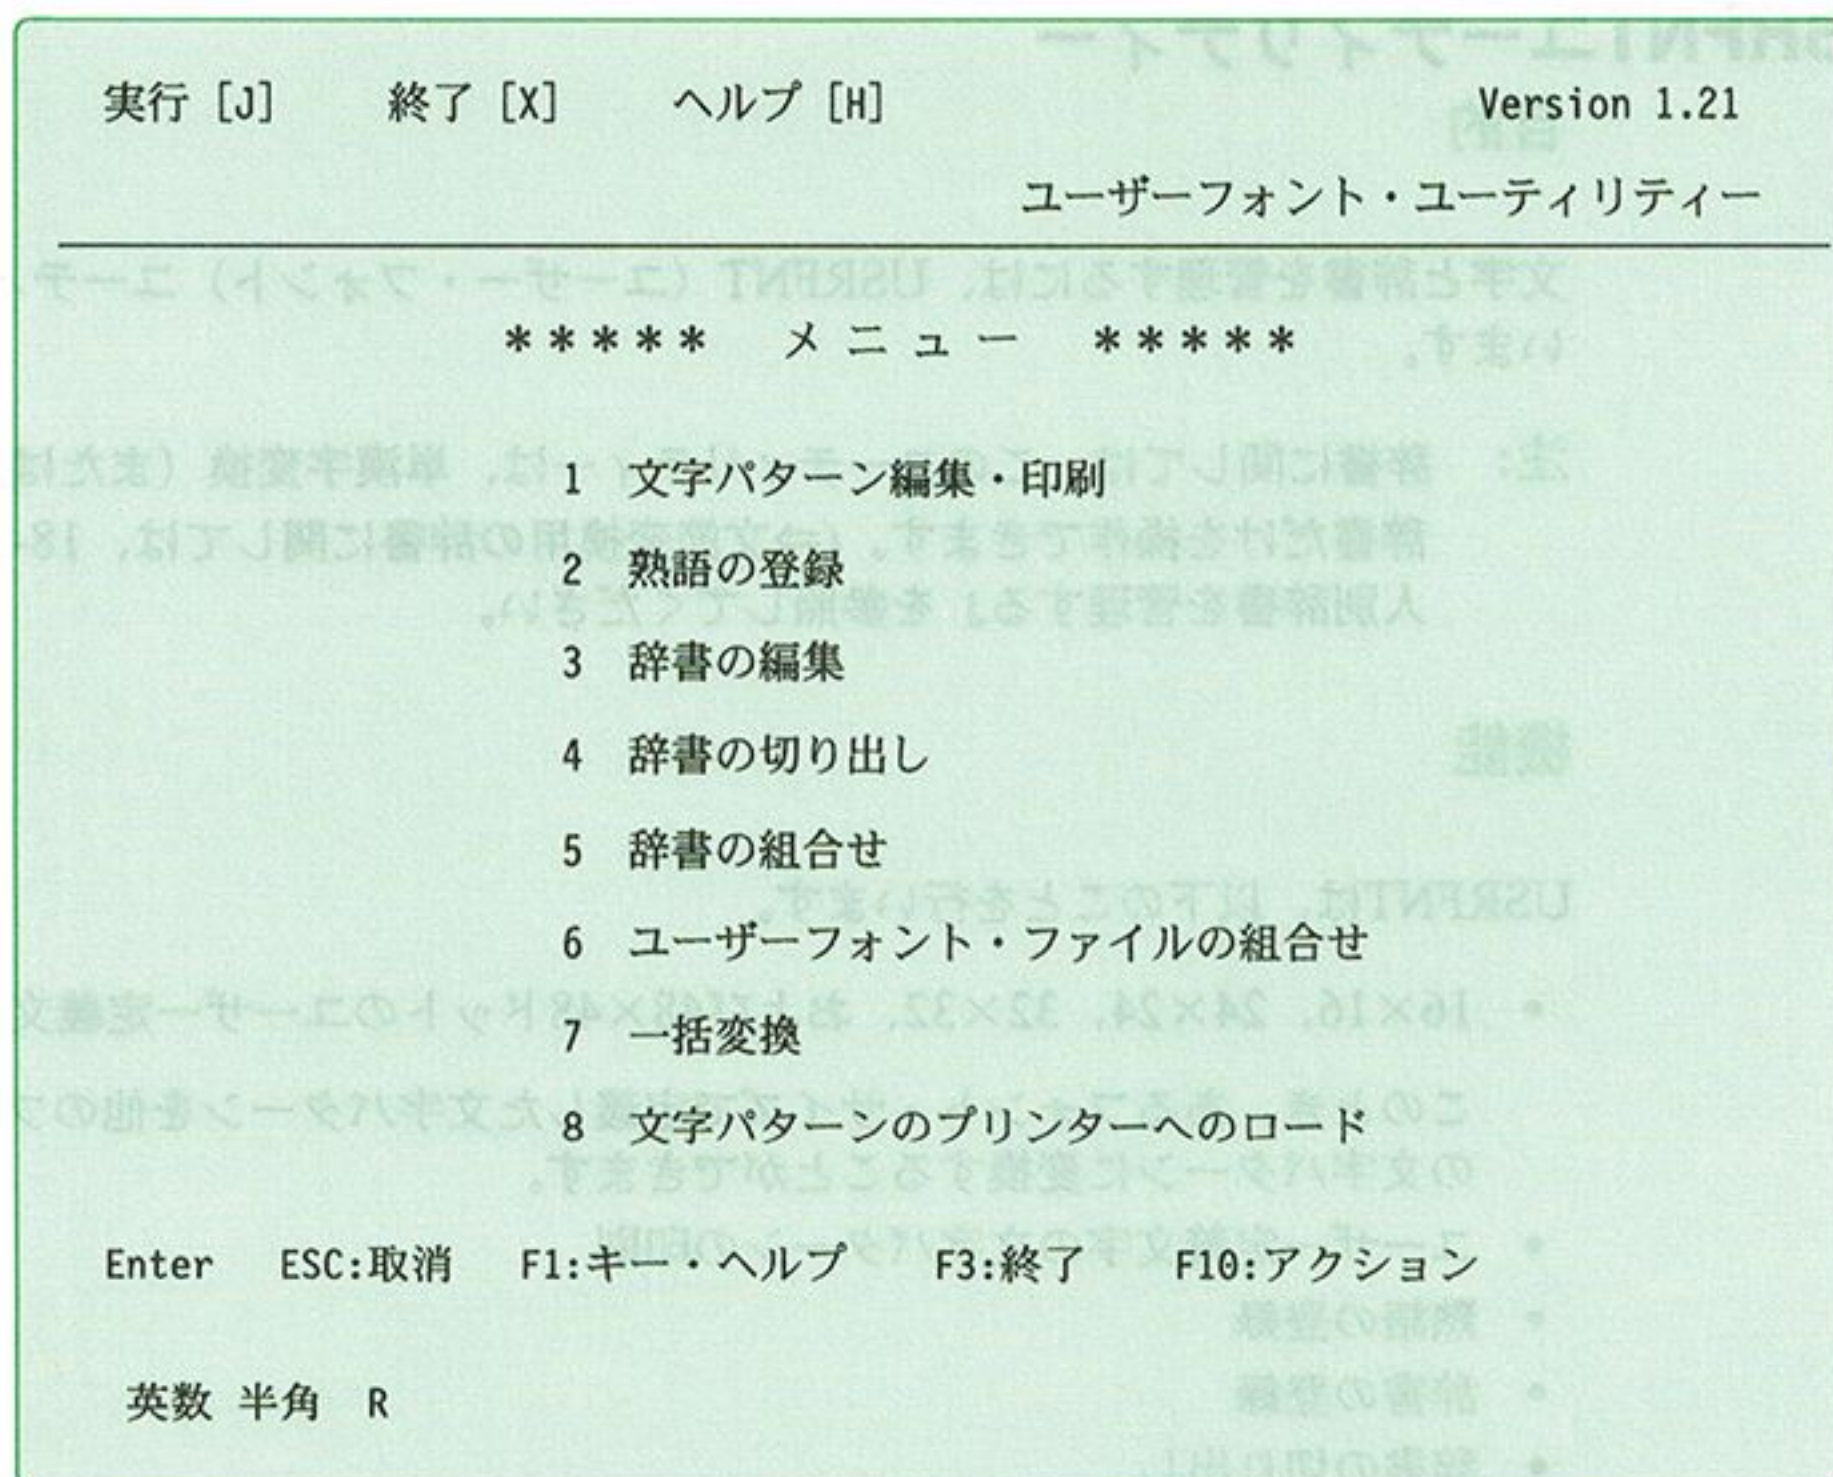 実行 [J]　終了 [X]　ヘルプ [H]　Version 1.21
ユーザーフォント・ユーティリティー
***** メニュー *****
1 文字パターン編集・印刷
2 熟語の登録
3 辞書の編集
4 辞書の切り出し
5 辞書の組合せ
6 ユーザーフォント・ファイルの組合せ
7 一括変換
8 文字パターンのプリンターへのロード
Enter ESC:取消 F1:キー・ヘルプ F3:終了 F10:アクション
英数 半角 R